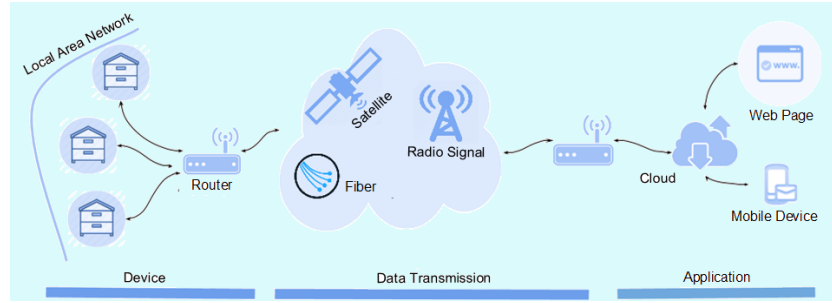 Local Area Network
Router
Satellite
Fiber
Radio Signal
Cloud
www.
Web Page
Mobile Device
Device
Data Transmission
Application